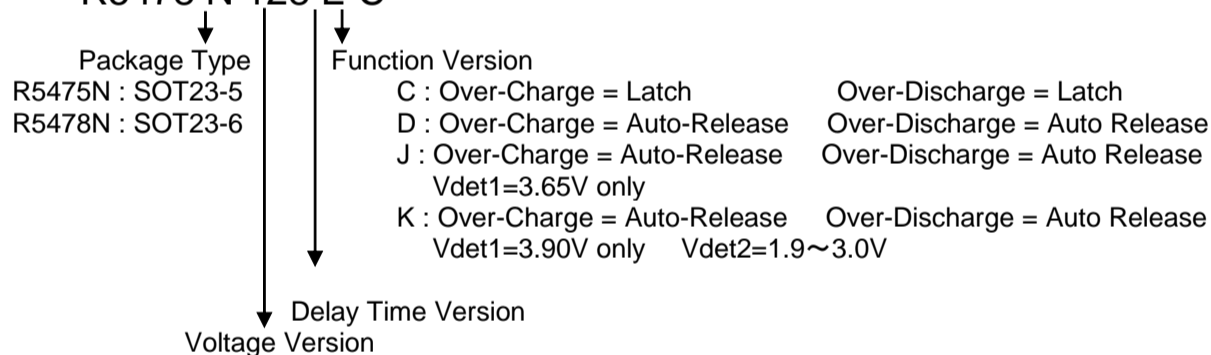 Package Type Function Version
R5475N : SOT23-5 C : Over-Charge = Latch Over-Discharge = Latch
R5478N : SOT23-6 D : Over-Charge = Auto-Release Over-Discharge = Auto Release
J : Over-Charge = Auto-Release Over-Discharge = Auto Release
Vdet1=3.65V only
K : Over-Charge = Auto-Release Over-Discharge = Auto Release
Vdet1=3.90V only Vdet2=1.9～3.0V
Delay Time Version
Voltage Version